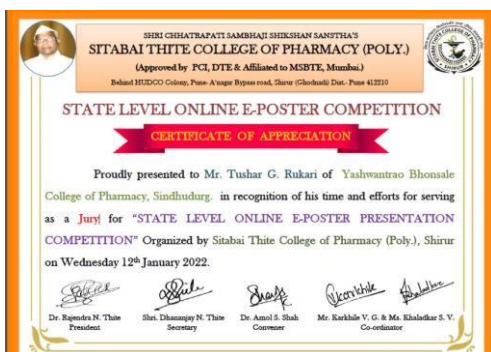 SHRI CHHATRAPATI SAMBHAJI SHIKSHAN SANSTHA'S
SITABAI THITE COLLEGE OF PHARMACY (POLY.)
(Approved by PCI, DTE & Affiliated to MSBTE, Mumbai.)
Behind HUDCO Colony, Pune- A'nagar Bypass road, Shirur (Ghodnadi) Dist.- Pune 412210
STATE LEVEL ONLINE E-POSTER COMPETITION
CERTIFICATE OF APPRECIATION
Proudly presented to Mr. Tushar G. Rukari of Yashwantrao Bhonsale
College of Pharmacy, Sindhudurg. in recognition of his time and efforts for serving
as a Jury for “STATE LEVEL ONLINE E-POSTER PRESENTATION
COMPETITION” Organized by Sitabai Thite College of Pharmacy (Poly.), Shirur
on Wednesday 12th January 2022.
Dr. Rajendra N. Thite Shri. Dhananjay N. Thite Dr. Amol S. Shah Mr. Karkhile V. G. & Ms. Khaladkar S. V.
President Secretary Convener Co-ordinator